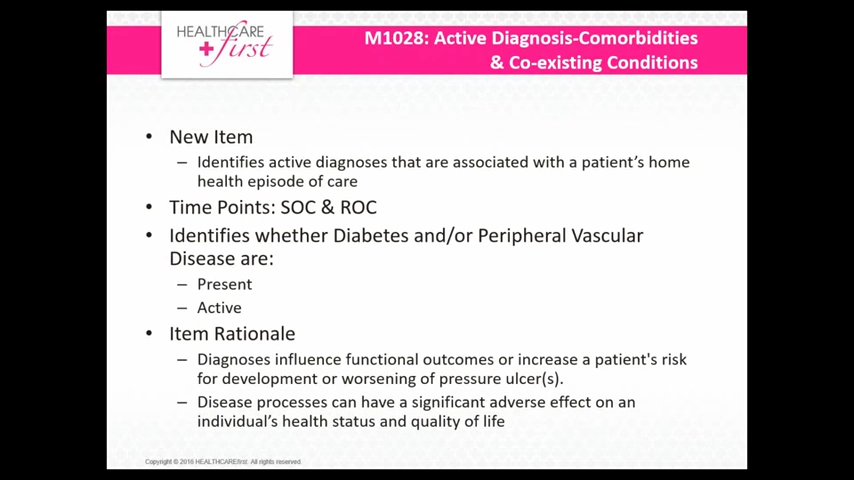 HEALTHCARE
first
M1028: Active Diagnosis-Comorbidities
& Co-existing Conditions
• New Item
– Identifies active diagnoses that are associated with a patient's home
health episode of care
• Time Points: SOC & ROC
• Identifies whether Diabetes and/or Peripheral Vascular
Disease are:
– Present
– Active
• Item Rationale
– Diagnoses influence functional outcomes or increase a patient's risk
for development or worsening of pressure ulcer(s).
– Disease processes can have a significant adverse effect on an
individual's health status and quality of life
Copyright © 2016 HEALTHCAREfirst. All rights reserved.